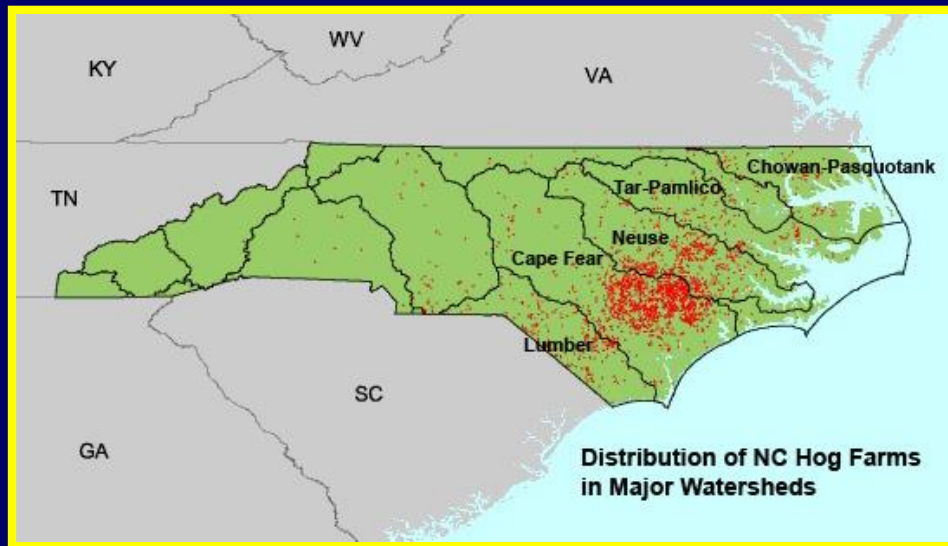 WV
KY
VA
Chowan-Pasquotank
TN
Tar-Pamlico
Neuse
Cape Fear
Lumber
SC
GA
Distribution of NC Hog Farms
in Major Watersheds